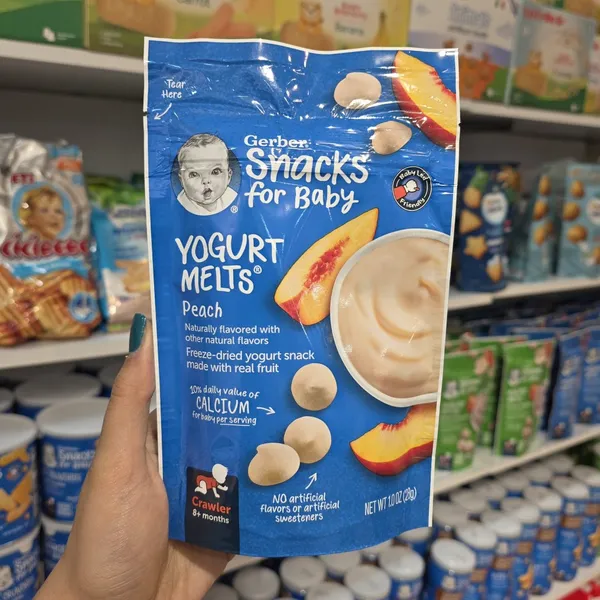 Tear
Here
Gerber®
Snacks
for Baby
Baby Led
Friendly
YOGURT
MELTS®
Peach
Naturally flavored with
other natural flavors
Freeze-dried yogurt snack
made with real fruit
10% daily value of
CALCIUM
for baby per serving
NO artificial
flavors or artificial
sweeteners
Crawler
8+ months
NET WT 1.0 OZ (28g)